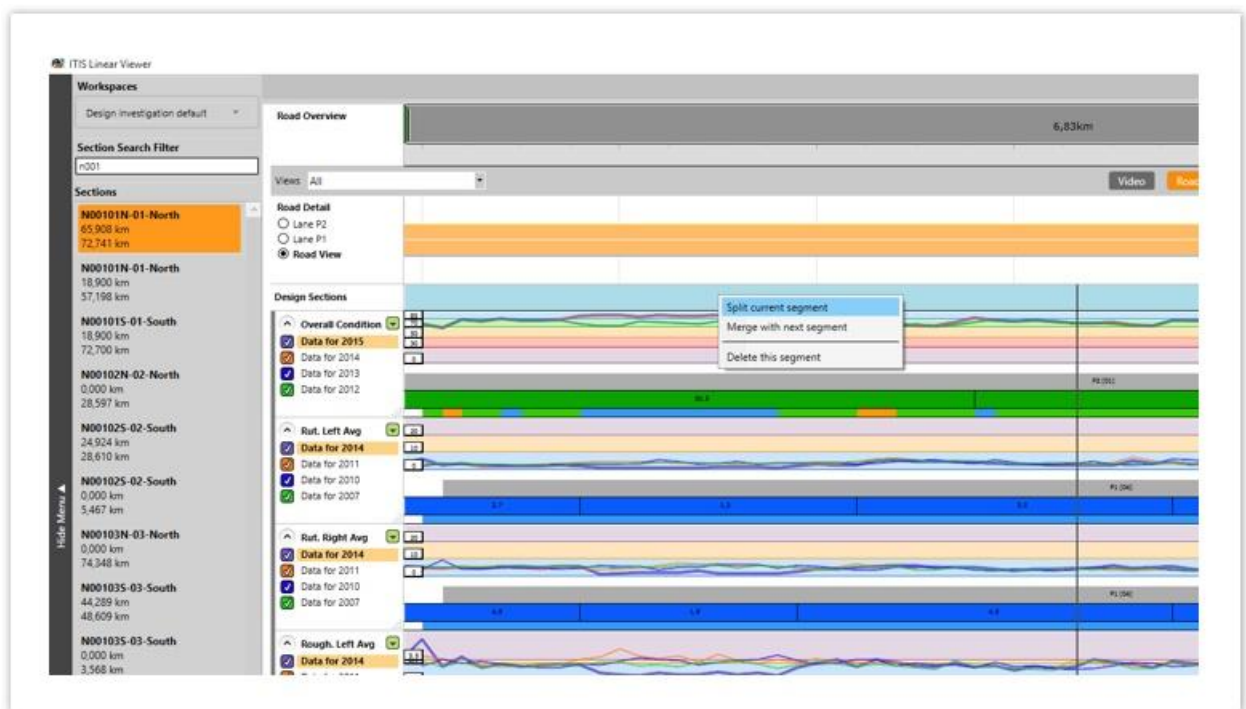 ITIS Linear Viewer
Workspaces
Design investigation default
Section Search Filter
n001
Sections
N00101N-01-North
65,908 km
72,741 km
N00101N-01-North
18,900 km
57,198 km
N00101S-01-South
18,900 km
72,700 km
N00102N-02-North
0,000 km
28,597 km
N00102S-02-South
24,924 km
28,610 km
N00102S-02-South
0,000 km
5,467 km
N00103N-03-North
0,000 km
74,348 km
N00103S-03-South
44,289 km
48,609 km
N00103S-03-South
0,000 km
3,568 km
Hide Menu
Road Overview
6,83km
Views All
Video
Road
Road Detail
Lane P2
Lane P1
Road View
Design Sections
Split current segment
Merge with next segment
Delete this segment
Overall Condition
Data for 2015
Data for 2014
Data for 2013
Data for 2012
Rut. Left Avg
20
10
0
Data for 2014
Data for 2011
Data for 2010
Data for 2007
Rut. Right Avg
20
10
0
Data for 2014
Data for 2011
Data for 2010
Data for 2007
Rough. Left Avg
Data for 2014